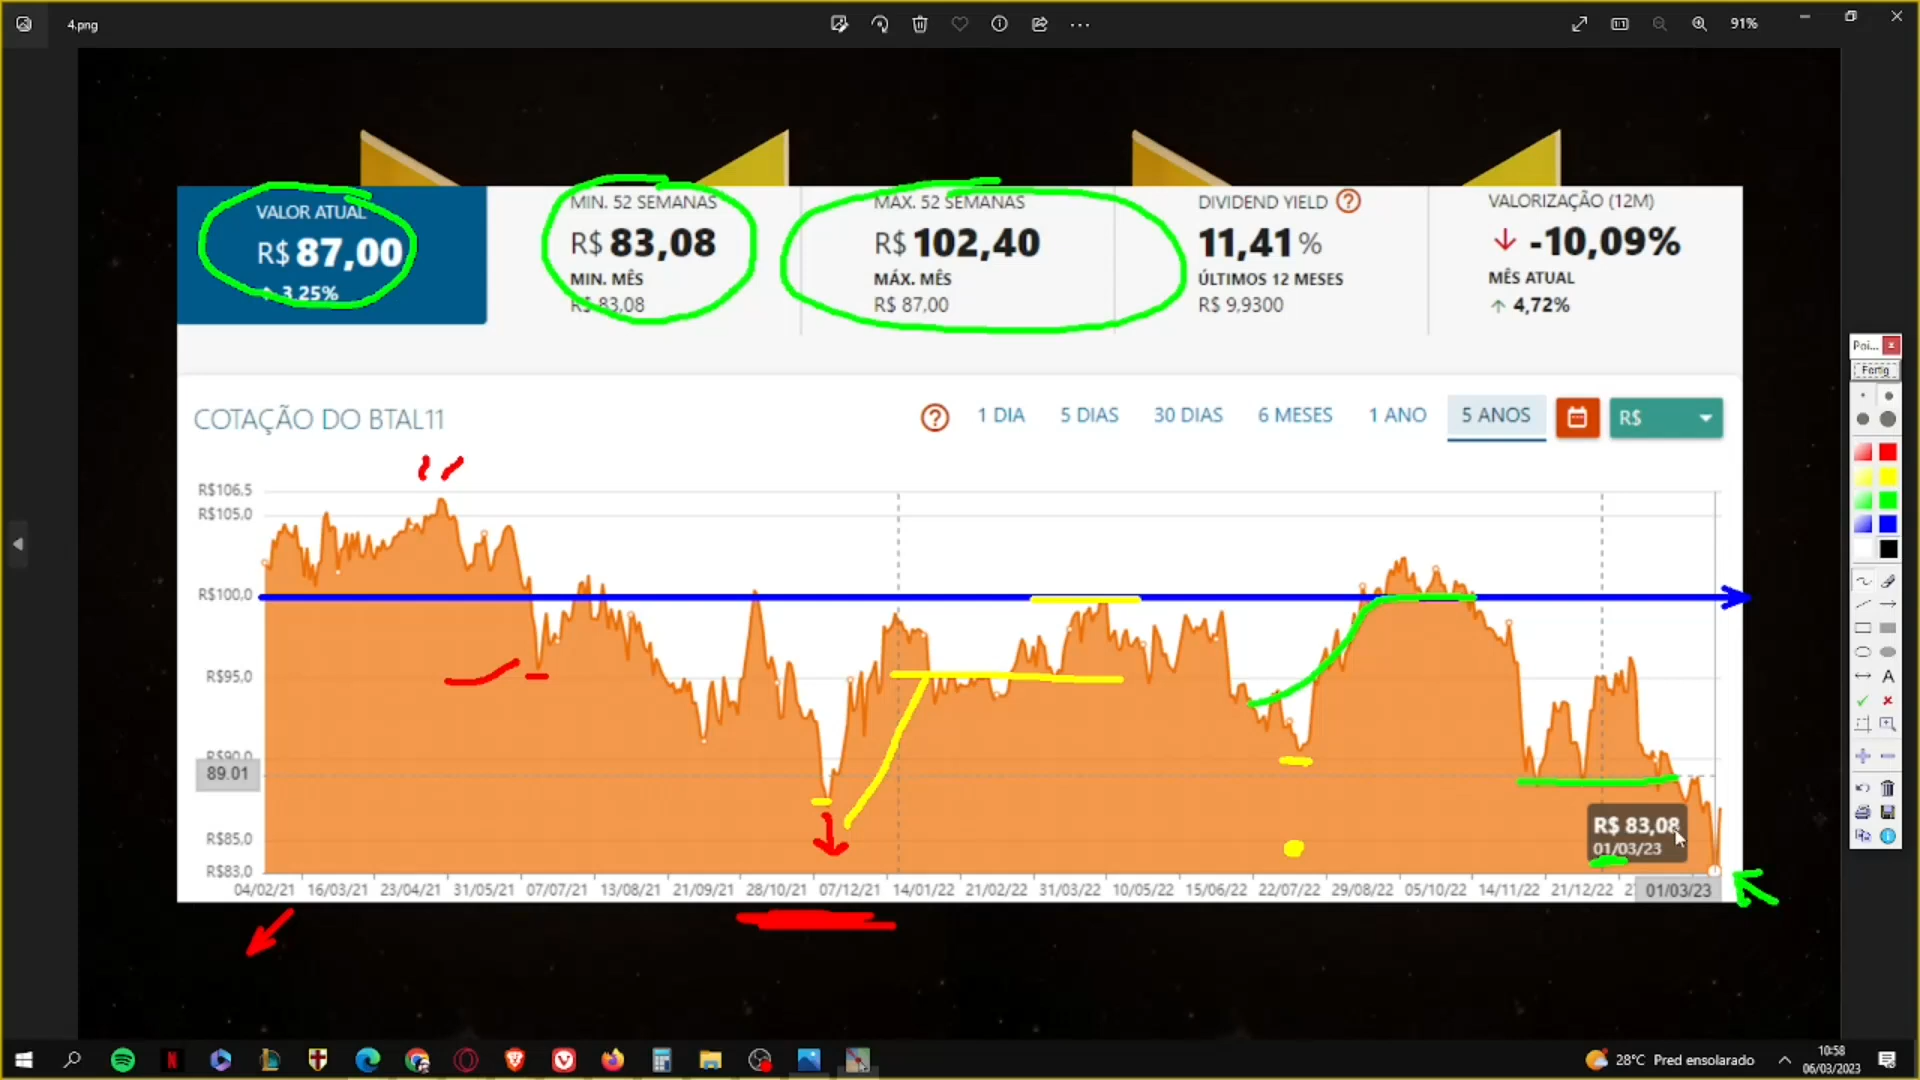 4.png
91%
VALOR ATUAL
R$ 87,00
3.25%
MIN. 52 SEMANAS
R$ 83,08
MIN. MÊS
R$ 83,08
MÁX. 52 SEMANAS
R$ 102,40
MÁX. MÊS
R$ 87,00
DIVIDEND YIELD ?
11,41 %
ÚLTIMOS 12 MESES
R$ 9,9300
VALORIZAÇÃO (12M)
-10,09%
MÊS ATUAL
4,72%
COTAÇÃO DO BTAL11
? 1 DIA 5 DIAS 30 DIAS 6 MESES 1 ANO 5 ANOS R$
R$106,5
R$105,0
R$100,0
R$95,0
R$90,0
89.01
R$85,0
R$83,0
R$ 83,08
01/03/23
04/02/21 16/03/21 23/04/21 31/05/21 07/07/21 13/08/21 21/09/21 28/10/21 07/12/21 14/01/22 21/02/22 31/03/22 10/05/22 15/06/22 22/07/22 29/08/22 05/10/22 14/11/22 21/12/22 01/03/23
Poi...
Fertig
A
28°C Pred ensolarado
10:58
06/03/2023